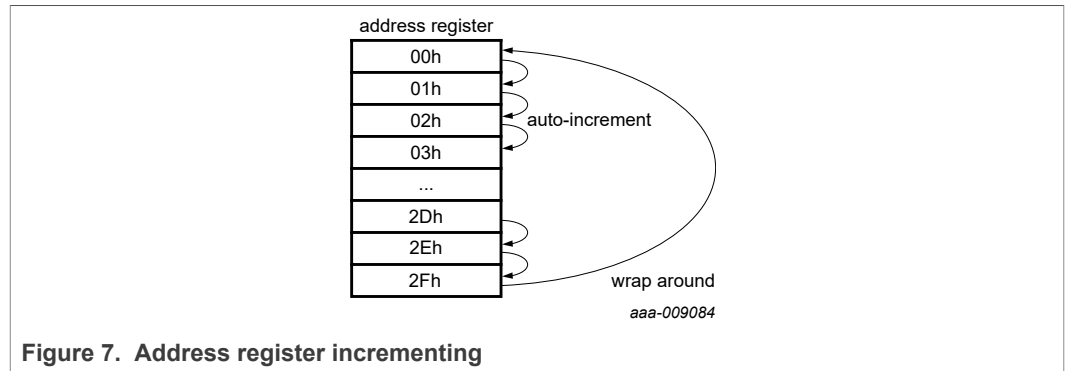 address register
00h
01h
02h
auto-increment
03h
...
2Dh
2Eh
2Fh
wrap around
aaa-009084
Figure 7. Address register incrementing